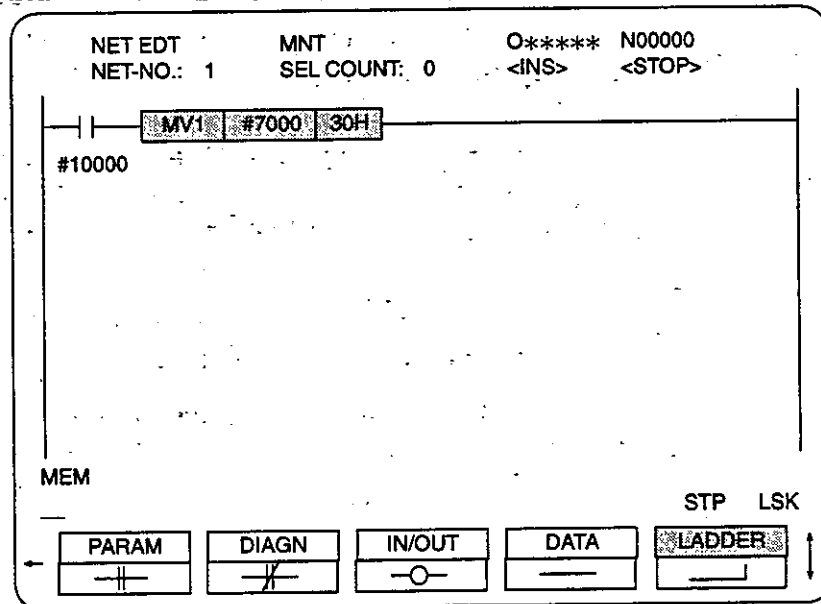 NET EDT MNT O***** N00000
NET-NO.: 1 SEL COUNT: 0 <INS> <STOP>
MV1 #7000 30H
#10000
MEM
STP LSK
PARAM DIAGN IN/OUT DATA LADDER